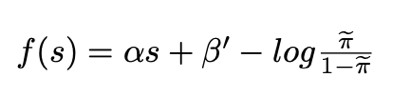 f(s) = αs + β′ − log π̃/(1−π̃)